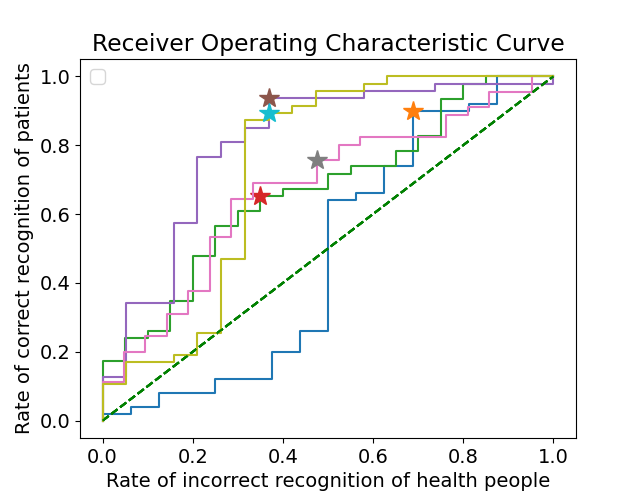 Receiver Operating Characteristic Curve
Rate of correct recognition of patients
1.0
0.8
0.6
0.4
0.2
0.0
0.0 0.2 0.4 0.6 0.8 1.0
Rate of incorrect recognition of health people